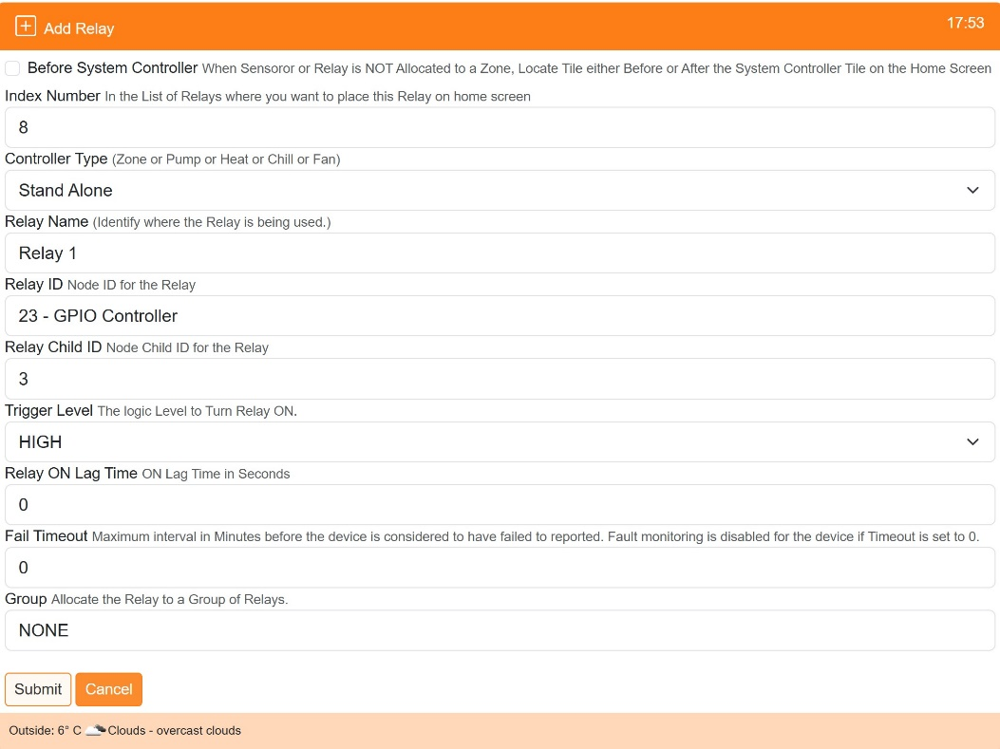 Add Relay
17:53
Before System Controller When Sensoror or Relay is NOT Allocated to a Zone, Locate Tile either Before or After the System Controller Tile on the Home Screen
Index Number In the List of Relays where you want to place this Relay on home screen
8
Controller Type (Zone or Pump or Heat or Chill or Fan)
Stand Alone
Relay Name (Identify where the Relay is being used.)
Relay 1
Relay ID Node ID for the Relay
23 - GPIO Controller
Relay Child ID Node Child ID for the Relay
3
Trigger Level The logic Level to Turn Relay ON.
HIGH
Relay ON Lag Time ON Lag Time in Seconds
0
Fail Timeout Maximum interval in Minutes before the device is considered to have failed to reported. Fault monitoring is disabled for the device if Timeout is set to 0.
0
Group Allocate the Relay to a Group of Relays.
NONE
Submit Cancel
Outside: 6° C Clouds - overcast clouds